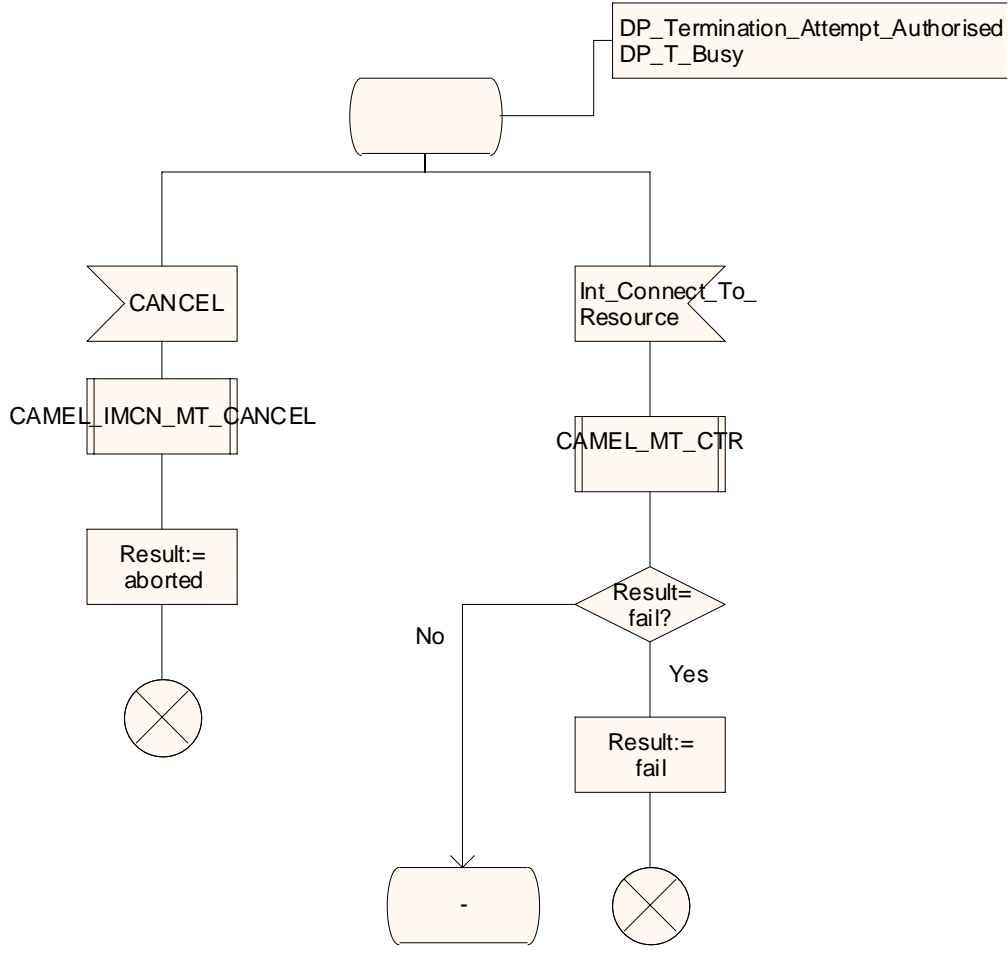 DP_Termination_Attempt_Authorised
DP_T_Busy
CANCEL
Int_Connect_To_
Resource
CAMEL_IMCN_MT_CANCEL
CAMEL_MT_CTR
Result:=
aborted
Result=
fail?
No
Yes
Result:=
fail
-